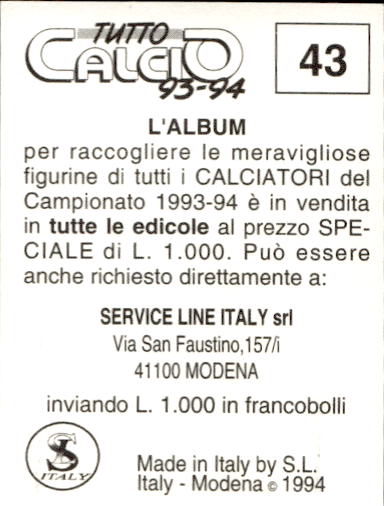 TUTTO
CALCIO
93-94
43
L'ALBUM
per raccogliere le meravigliose
figurine di tutti i CALCIATORI del
Campionato 1993-94 è in vendita
in tutte le edicole al prezzo SPE-
CIALE di L. 1.000. Può essere
anche richiesto direttamente a:
SERVICE LINE ITALY srl
Via San Faustino,157/i
41100 MODENA
inviando L. 1.000 in francobolli
SL
ITALY
Made in Italy by S.L.
Italy - Modena © 1994